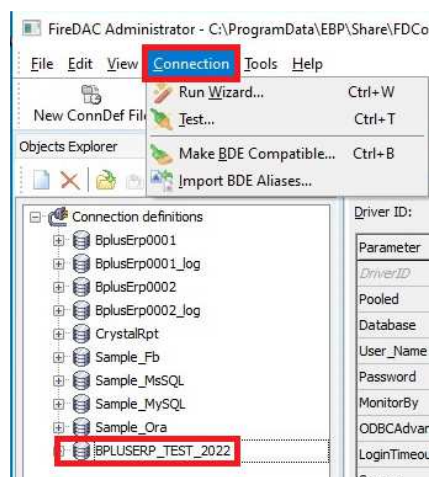 FireDAC Administrator - C:\ProgramData\EBP\Share\FDCo
File Edit View Connection Tools Help
Run Wizard... Ctrl+W
New ConnDef Fil
Test... Ctrl+T
Objects Explorer
Make BDE Compatible... Ctrl+B
Import BDE Aliases...
Connection definitions
Driver ID:
BplusErp0001
Parameter
BplusErp0001_log
DriverID
BplusErp0002
Pooled
BplusErp0002_log
Database
CrystalRpt
User_Name
Sample_Fb
Password
Sample_MsSQL
MonitorBy
Sample_MySQL
ODBCAdvar
Sample_Ora
LoginTimeou
BPLUSERP_TEST_2022